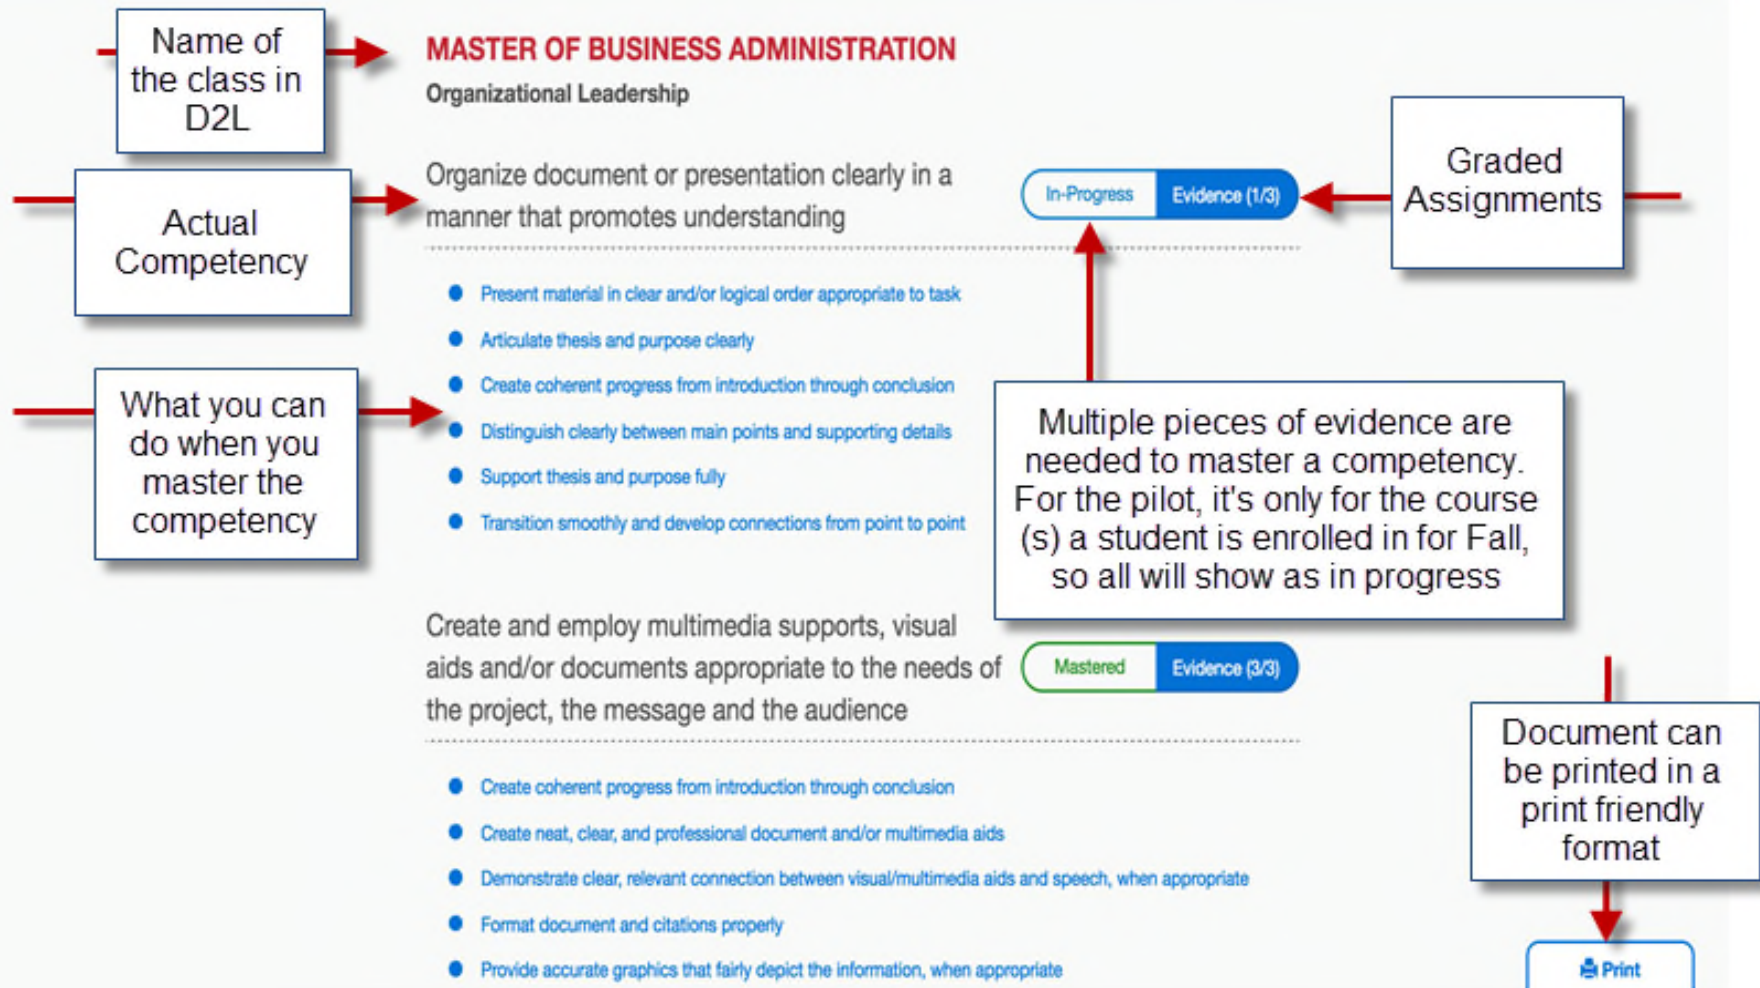 Name of
the class in
D2L
MASTER OF BUSINESS ADMINISTRATION
Organizational Leadership
Actual
Competency
Organize document or presentation clearly in a
manner that promotes understanding
In-Progress
Evidence (1/3)
Graded
Assignments
Present material in clear and/or logical order appropriate to task
Articulate thesis and purpose clearly
Create coherent progress from introduction through conclusion
Distinguish clearly between main points and supporting details
Support thesis and purpose fully
Transition smoothly and develop connections from point to point
What you can
do when you
master the
competency
Multiple pieces of evidence are
needed to master a competency.
For the pilot, it's only for the course
(s) a student is enrolled in for Fall,
so all will show as in progress
Create and employ multimedia supports, visual
aids and/or documents appropriate to the needs of
the project, the message and the audience
Mastered
Evidence (3/3)
Create coherent progress from introduction through conclusion
Create neat, clear, and professional document and/or multimedia aids
Demonstrate clear, relevant connection between visual/multimedia aids and speech, when appropriate
Format document and citations properly
Provide accurate graphics that fairly depict the information, when appropriate
Document can
be printed in a
print friendly
format
Print